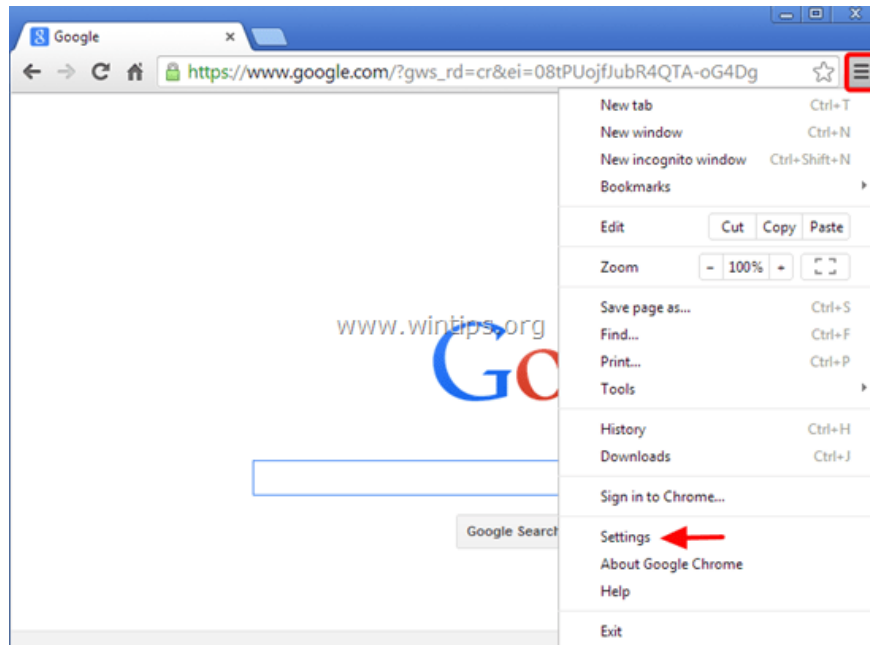 Google
https://www.google.com/?gws_rd=cr&ei=08tPUojfJubR4QTA-oG4Dg
New tab Ctrl+T
New window Ctrl+N
New incognito window Ctrl+Shift+N
Bookmarks
Edit Cut Copy Paste
Zoom - 100% +
Save page as... Ctrl+S
www.wintips.org
Find... Ctrl+F
Go
Print... Ctrl+P
Tools
History Ctrl+H
Downloads Ctrl+J
Sign in to Chrome...
Google Search
Settings
About Google Chrome
Help
Exit